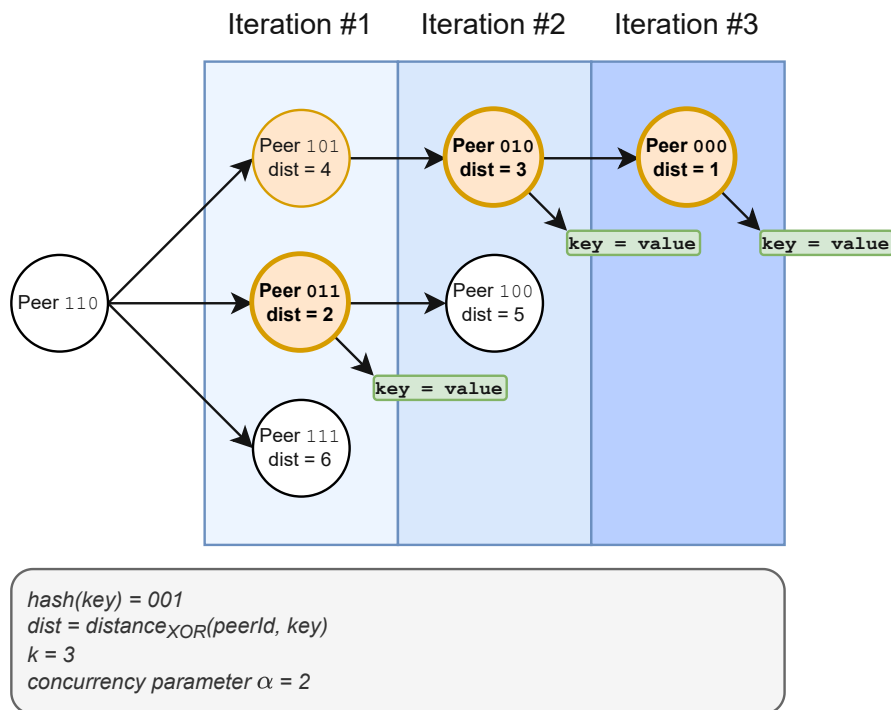 Iteration #1 Iteration #2 Iteration #3
Peer 101
dist = 4
Peer 010
dist = 3
Peer 000
dist = 1
key = value
key = value
Peer 110
Peer 011
dist = 2
Peer 100
dist = 5
key = value
Peer 111
dist = 6
hash(key) = 001
dist = distanceXOR(peerId, key)
k = 3
concurrency parameter α = 2